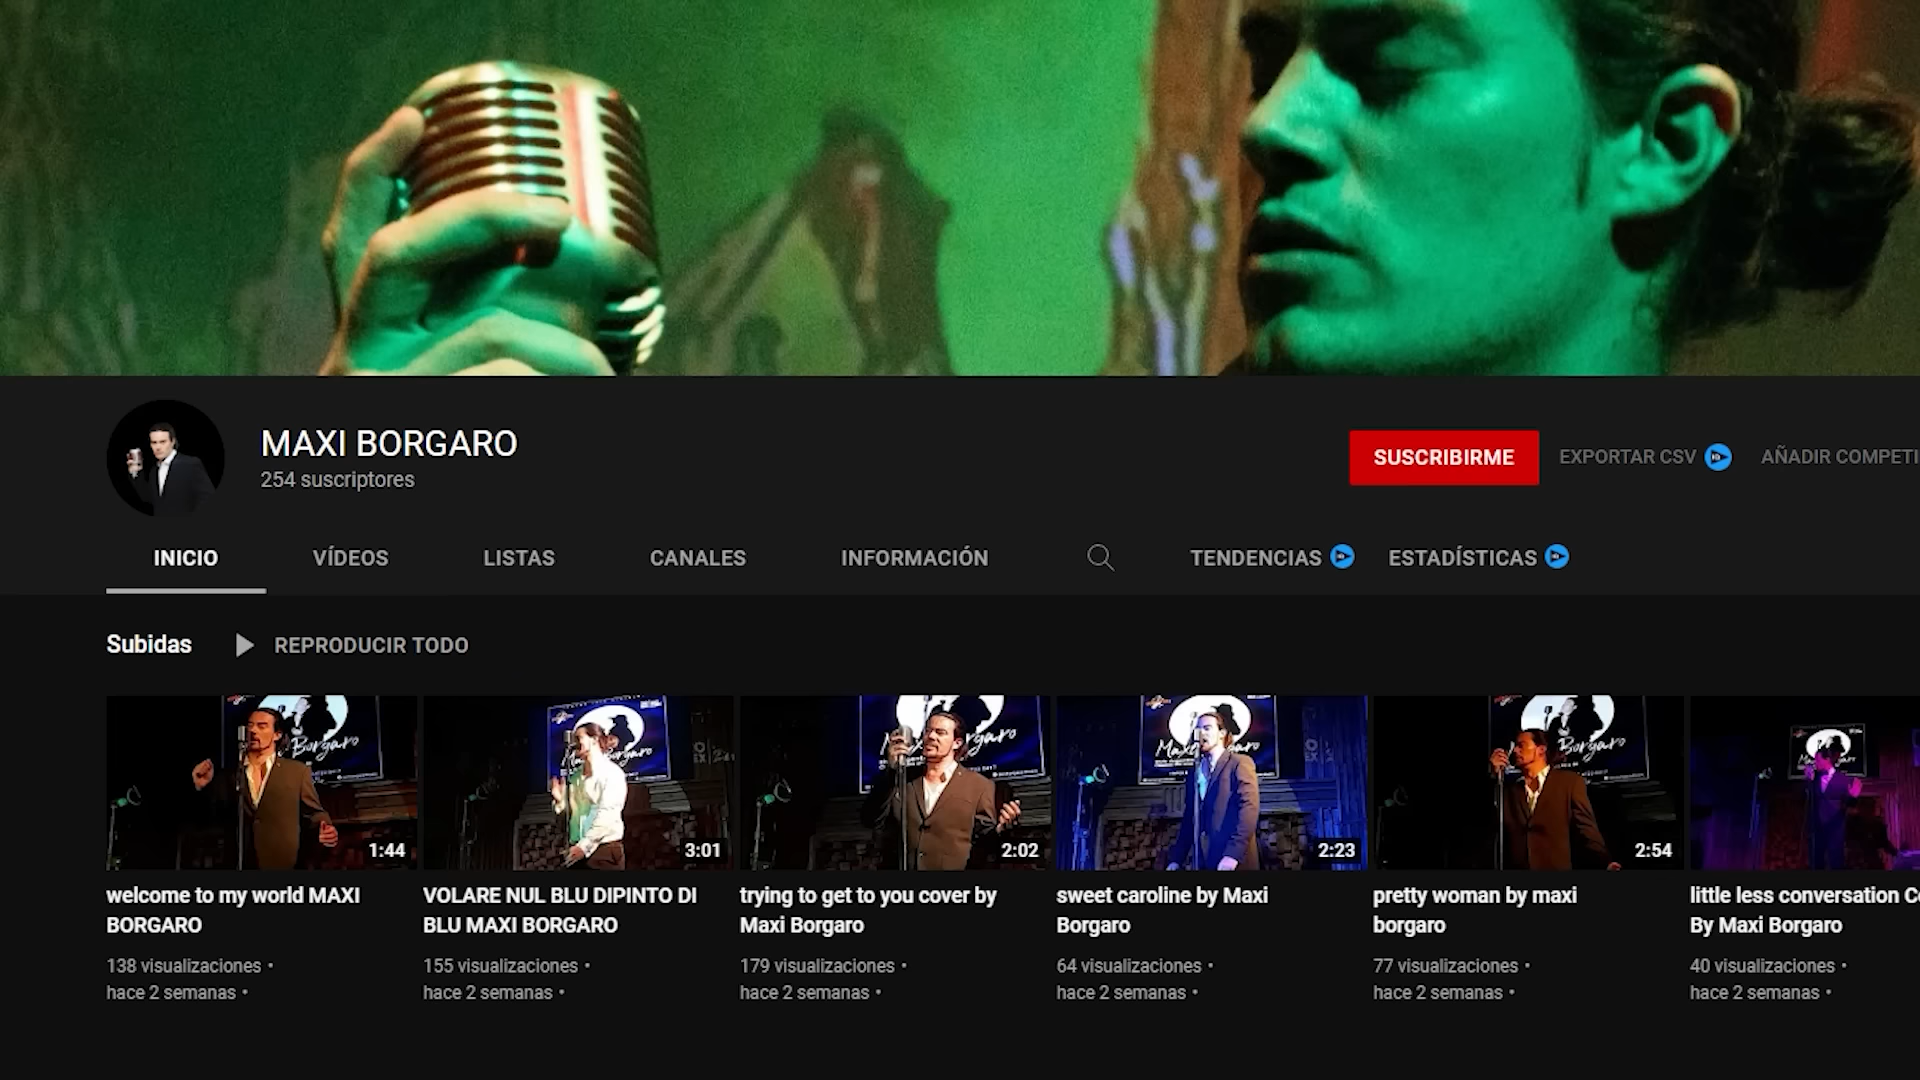 MAXI BORGARO
254 suscriptores
SUSCRIBIRME
EXPORTAR CSV
AÑADIR COMPETI
INICIO
VÍDEOS
LISTAS
CANALES
INFORMACIÓN
TENDENCIAS
ESTADÍSTICAS
Subidas
REPRODUCIR TODO
1:44
3:01
2:02
2:23
2:54
welcome to my world MAXI
BORGARO
138 visualizaciones •
hace 2 semanas •
VOLARE NUL BLU DIPINTO DI
BLU MAXI BORGARO
155 visualizaciones •
hace 2 semanas •
trying to get to you cover by
Maxi Borgaro
179 visualizaciones •
hace 2 semanas •
sweet caroline by Maxi
Borgaro
64 visualizaciones •
hace 2 semanas •
pretty woman by maxi
borgaro
77 visualizaciones •
hace 2 semanas •
little less conversation C
By Maxi Borgaro
40 visualizaciones •
hace 2 semanas •